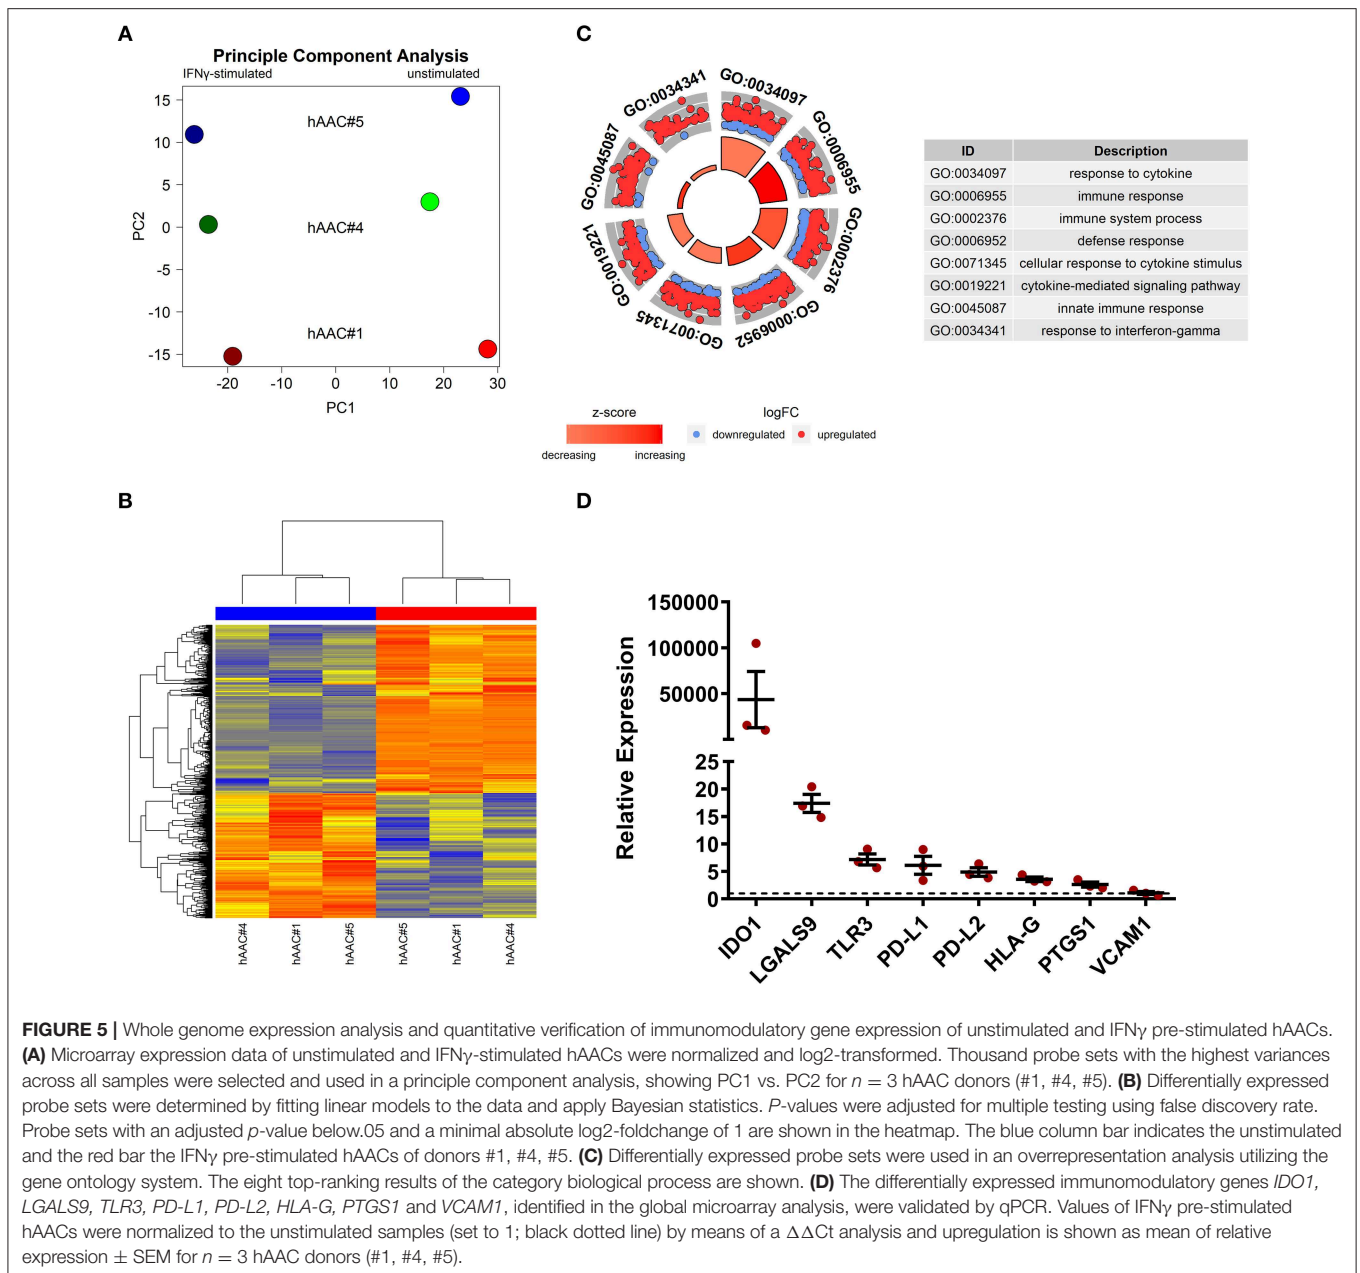 A
Principle Component Analysis
IFNγ-stimulated
unstimulated
15
10
5
0
-5
-10
-15
PC2
hAAC#5
hAAC#4
hAAC#1
-20
-10
0
10
20
30
PC1
C
GO:0034097
GO:0006955
GO:0002376
GO:0006952
GO:0071345
GO:0019221
GO:0045087
GO:0034341
ID Description
GO:0034097 response to cytokine
GO:0006955 immune response
GO:0002376 immune system process
GO:0006952 defense response
GO:0071345 cellular response to cytokine stimulus
GO:0019221 cytokine-mediated signaling pathway
GO:0045087 innate immune response
GO:0034341 response to interferon-gamma
z-score
decreasing increasing
logFC
downregulated upregulated
B
hAAC#4
hAAC#1
hAAC#5
hAAC#5
hAAC#1
hAAC#4
D
Relative Expression
150000
100000
50000
25
20
15
10
5
0
IDO1
LGALS9
TLR3
PD-L1
PD-L2
HLA-G
PTGS1
VCAM1
FIGURE 5 | Whole genome expression analysis and quantitative verification of immunomodulatory gene expression of unstimulated and IFNγ pre-stimulated hAACs.
(A) Microarray expression data of unstimulated and IFNγ-stimulated hAACs were normalized and log2-transformed. Thousand probe sets with the highest variances
across all samples were selected and used in a principle component analysis, showing PC1 vs. PC2 for n = 3 hAAC donors (#1, #4, #5). (B) Differentially expressed
probe sets were determined by fitting linear models to the data and apply Bayesian statistics. P-values were adjusted for multiple testing using false discovery rate.
Probe sets with an adjusted p-value below.05 and a minimal absolute log2-foldchange of 1 are shown in the heatmap. The blue column bar indicates the unstimulated
and the red bar the IFNγ pre-stimulated hAACs of donors #1, #4, #5. (C) Differentially expressed probe sets were used in an overrepresentation analysis utilizing the
gene ontology system. The eight top-ranking results of the category biological process are shown. (D) The differentially expressed immunomodulatory genes IDO1,
LGALS9, TLR3, PD-L1, PD-L2, HLA-G, PTGS1 and VCAM1, identified in the global microarray analysis, were validated by qPCR. Values of IFNγ pre-stimulated
hAACs were normalized to the unstimulated samples (set to 1; black dotted line) by means of a ΔΔCt analysis and upregulation is shown as mean of relative
expression ± SEM for n = 3 hAAC donors (#1, #4, #5).